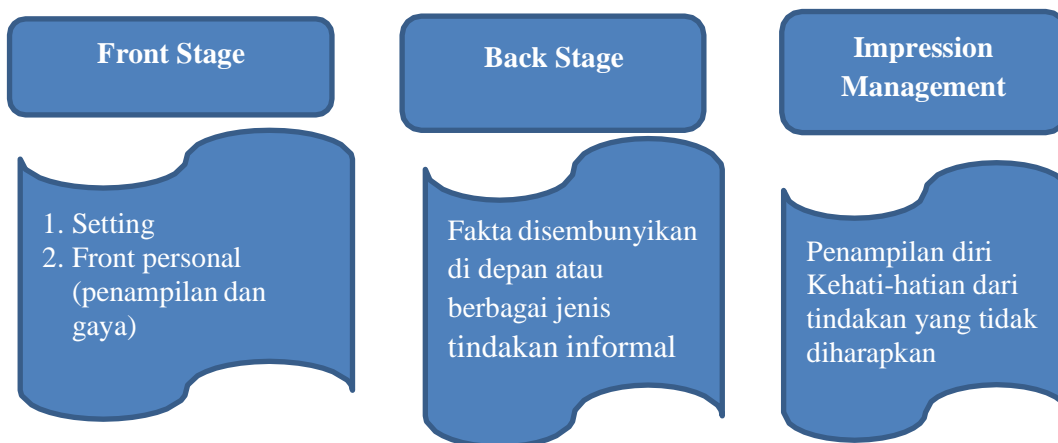 Front Stage
1. Setting
2. Front personal
(penampilan dan
gaya)
Back Stage
Fakta disembunyikan
di depan atau
berbagai jenis
tindakan informal
Impression
Management
Penampilan diri
Kehati-hatian dari
tindakan yang tidak
diharapkan